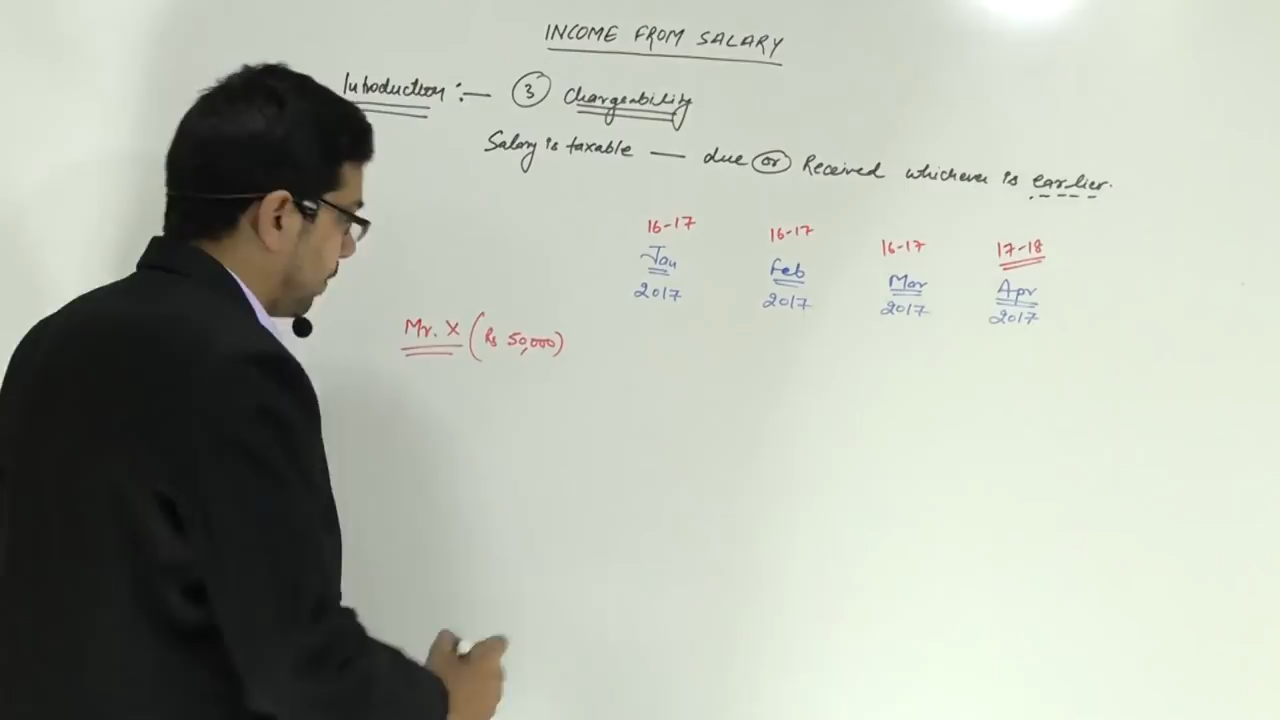 INCOME FROM SALARY
Introduction :— 3 Chargeability
Salary is taxable — due or Received whichever is earlier.
16-17 16-17 16-17 17-18
Jan Feb Mar Apr
2017 2017 2017 2017
Mr. X (Rs 50,000)